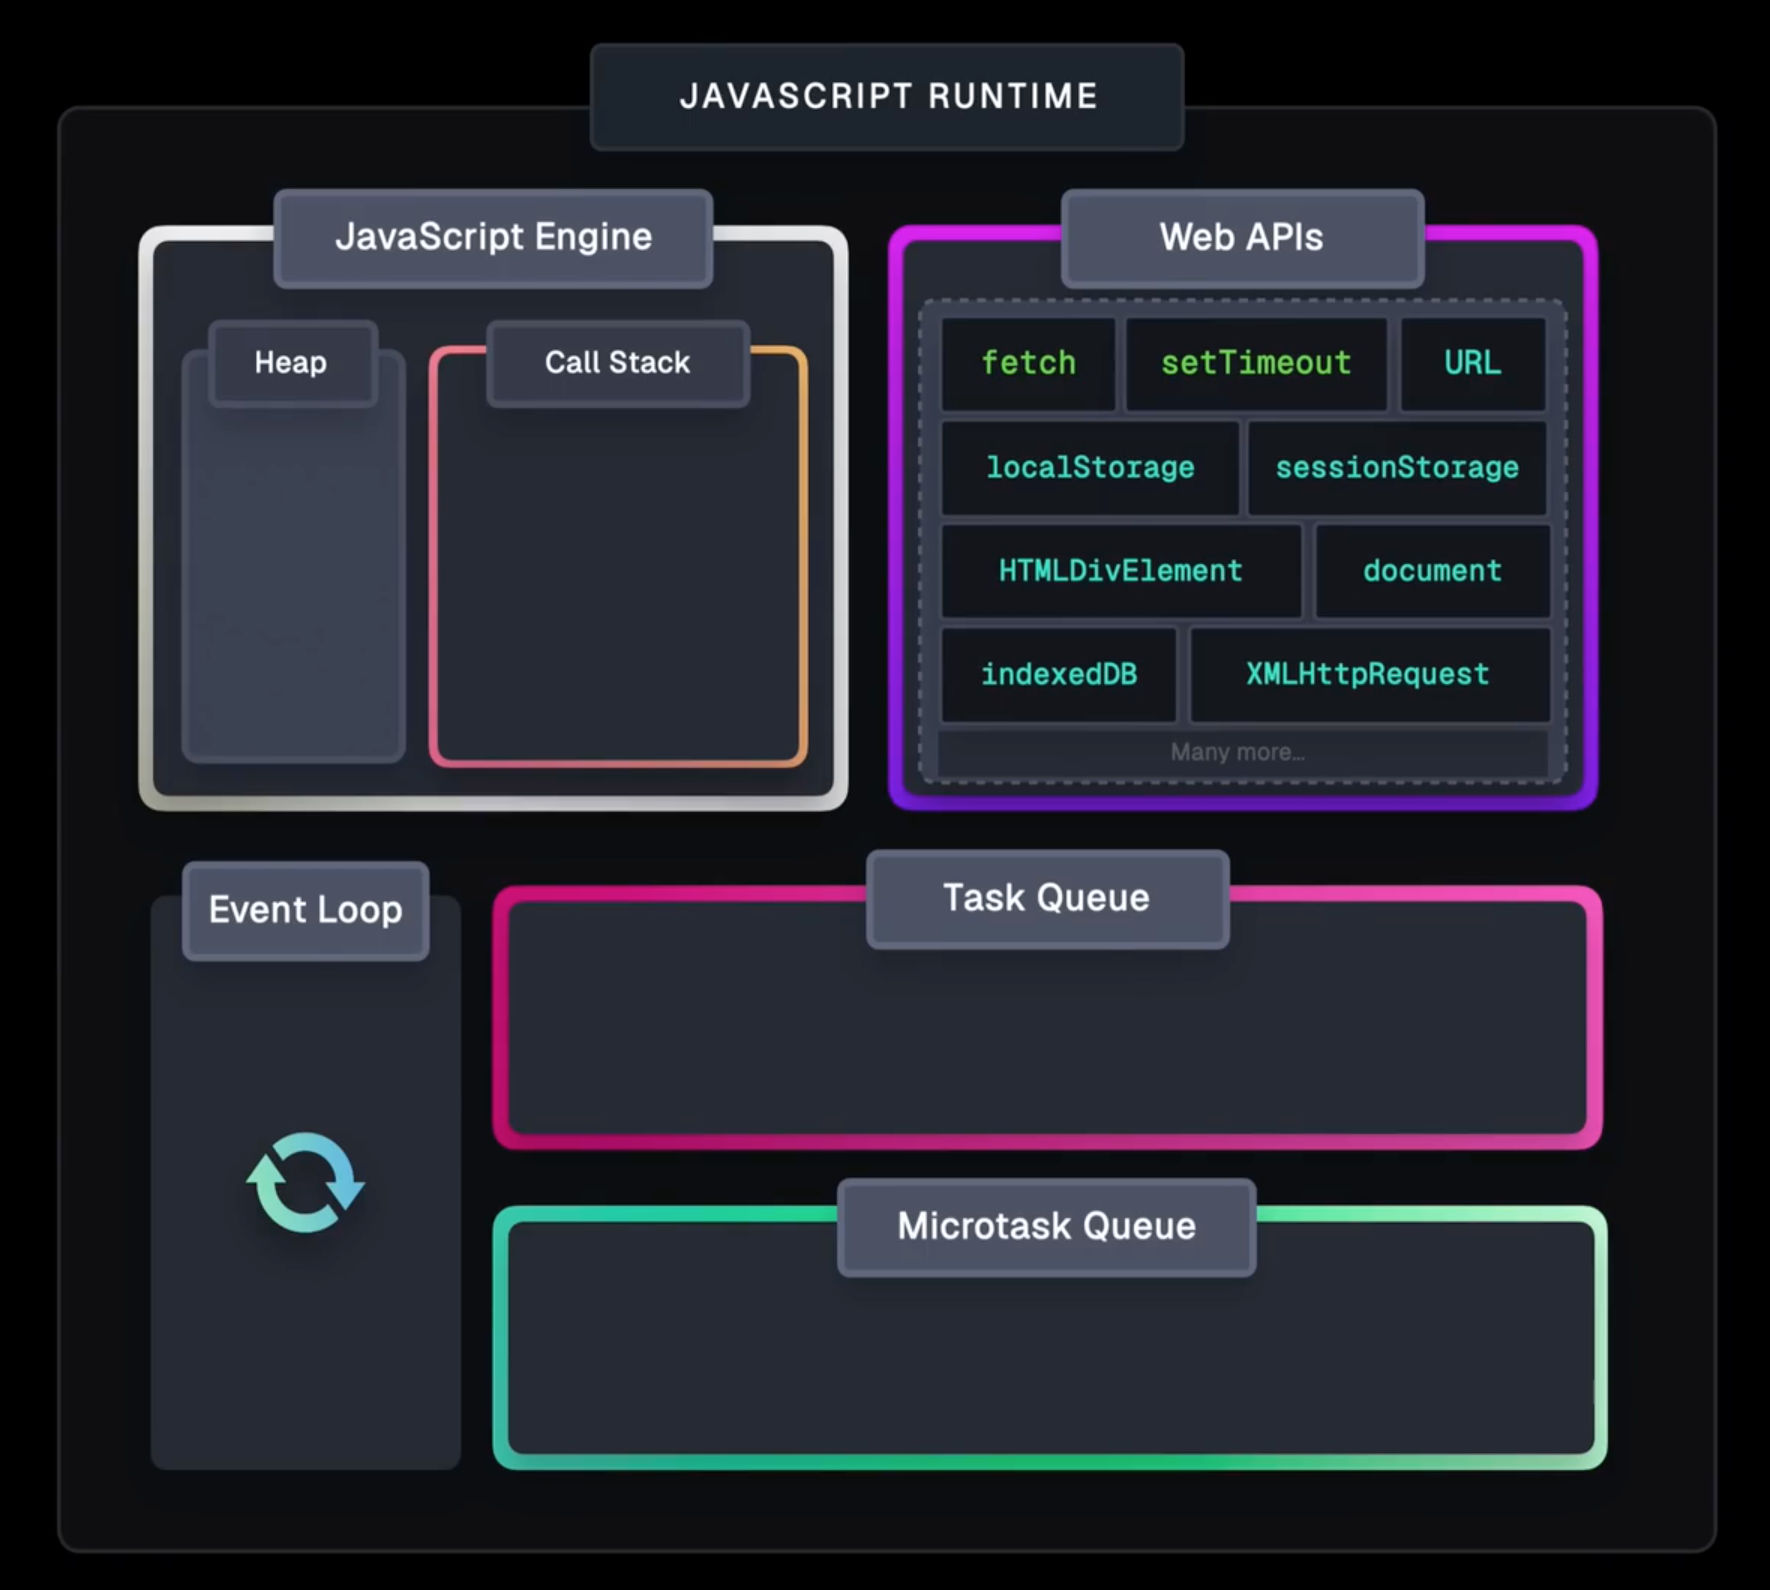 JAVASCRIPT RUNTIME
JavaScript Engine
Heap
Call Stack
Web APIs
fetch
setTimeout
URL
localStorage
sessionStorage
HTMLDivElement
document
indexedDB
XMLHttpRequest
Many more...
Event Loop
Task Queue
Microtask Queue